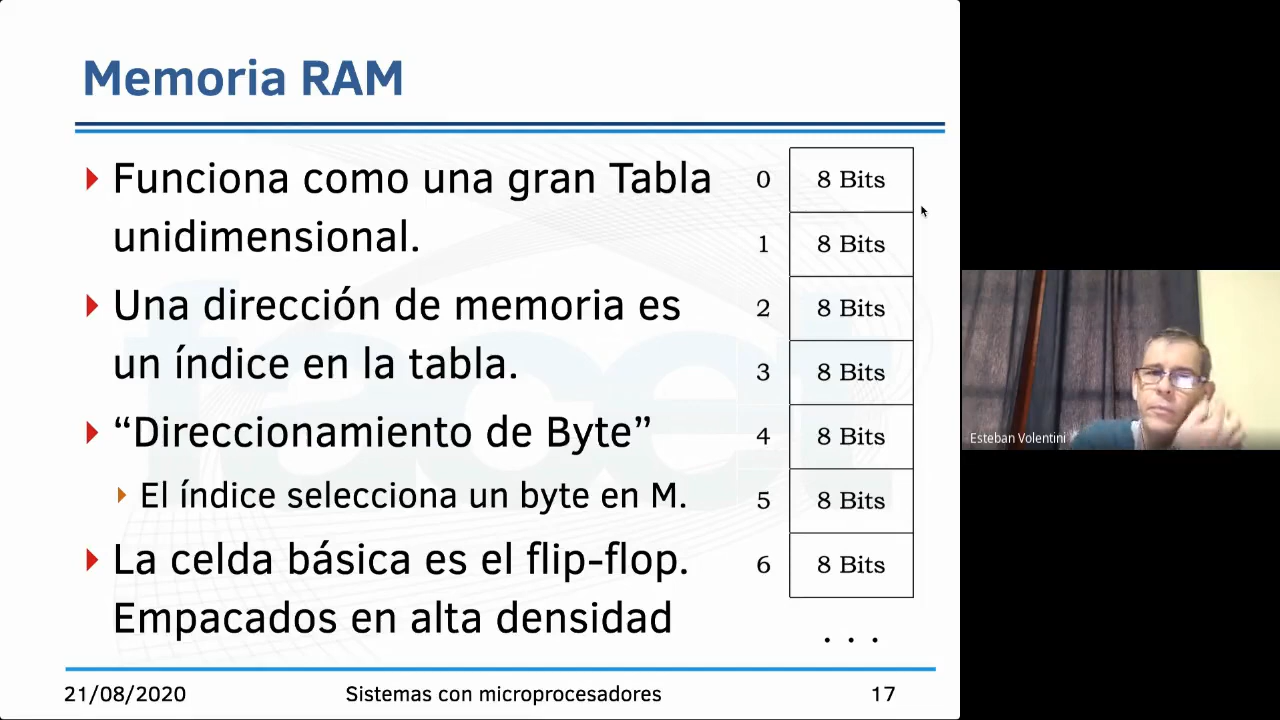 Memoria RAM
Funciona como una gran Tabla
unidimensional.
Una dirección de memoria es
un índice en la tabla.
“Direccionamiento de Byte”
El índice selecciona un byte en M.
La celda básica es el flip-flop.
Empacados en alta densidad
0 8 Bits
1 8 Bits
2 8 Bits
3 8 Bits
4 8 Bits
5 8 Bits
6 8 Bits
. . .
21/08/2020 Sistemas con microprocesadores 17
Esteban Volentini